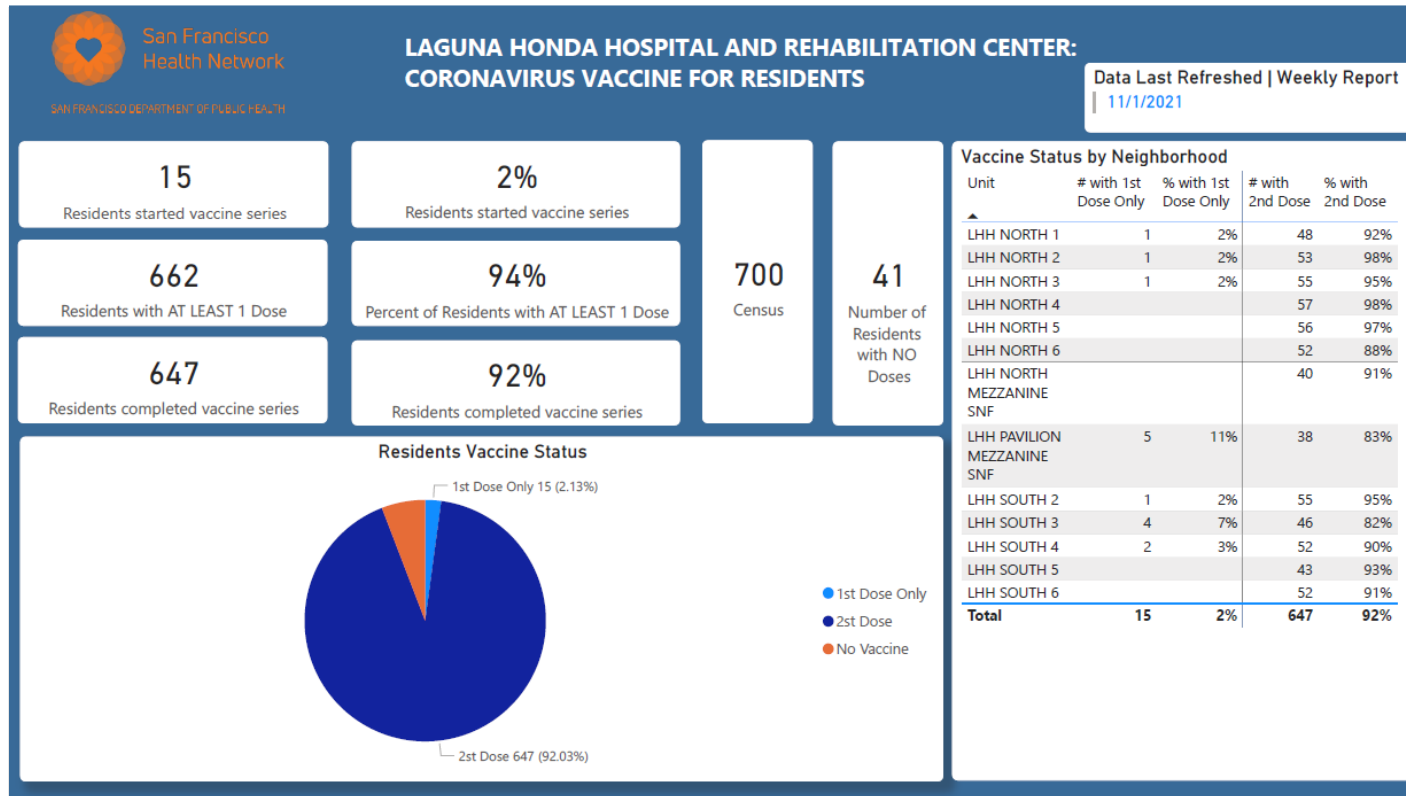 San Francisco
Health Network
SAN FRANCISCO DEPARTMENT OF PUBLIC HEALTH
LAGUNA HONDA HOSPITAL AND REHABILITATION CENTER:
CORONAVIRUS VACCINE FOR RESIDENTS
Data Last Refreshed | Weekly Report
11/1/2021
15
Residents started vaccine series
2%
Residents started vaccine series
662
Residents with AT LEAST 1 Dose
94%
Percent of Residents with AT LEAST 1 Dose
647
Residents completed vaccine series
92%
Residents completed vaccine series
700
Census
41
Number of
Residents
with NO
Doses
Residents Vaccine Status
1st Dose Only 15 (2.13%)
2st Dose 647 (92.03%)
1st Dose Only
2st Dose
No Vaccine
Vaccine Status by Neighborhood
Unit # with 1st Dose Only % with 1st Dose Only # with 2nd Dose % with 2nd Dose
LHH NORTH 1 1 2% 48 92%
LHH NORTH 2 1 2% 53 98%
LHH NORTH 3 1 2% 55 95%
LHH NORTH 4 57 98%
LHH NORTH 5 56 97%
LHH NORTH 6 52 88%
LHH NORTH 40 91%
MEZZANINE
SNF
LHH PAVILION 5 11% 38 83%
MEZZANINE
SNF
LHH SOUTH 2 1 2% 55 95%
LHH SOUTH 3 4 7% 46 82%
LHH SOUTH 4 2 3% 52 90%
LHH SOUTH 5 43 93%
LHH SOUTH 6 52 91%
Total 15 2% 647 92%